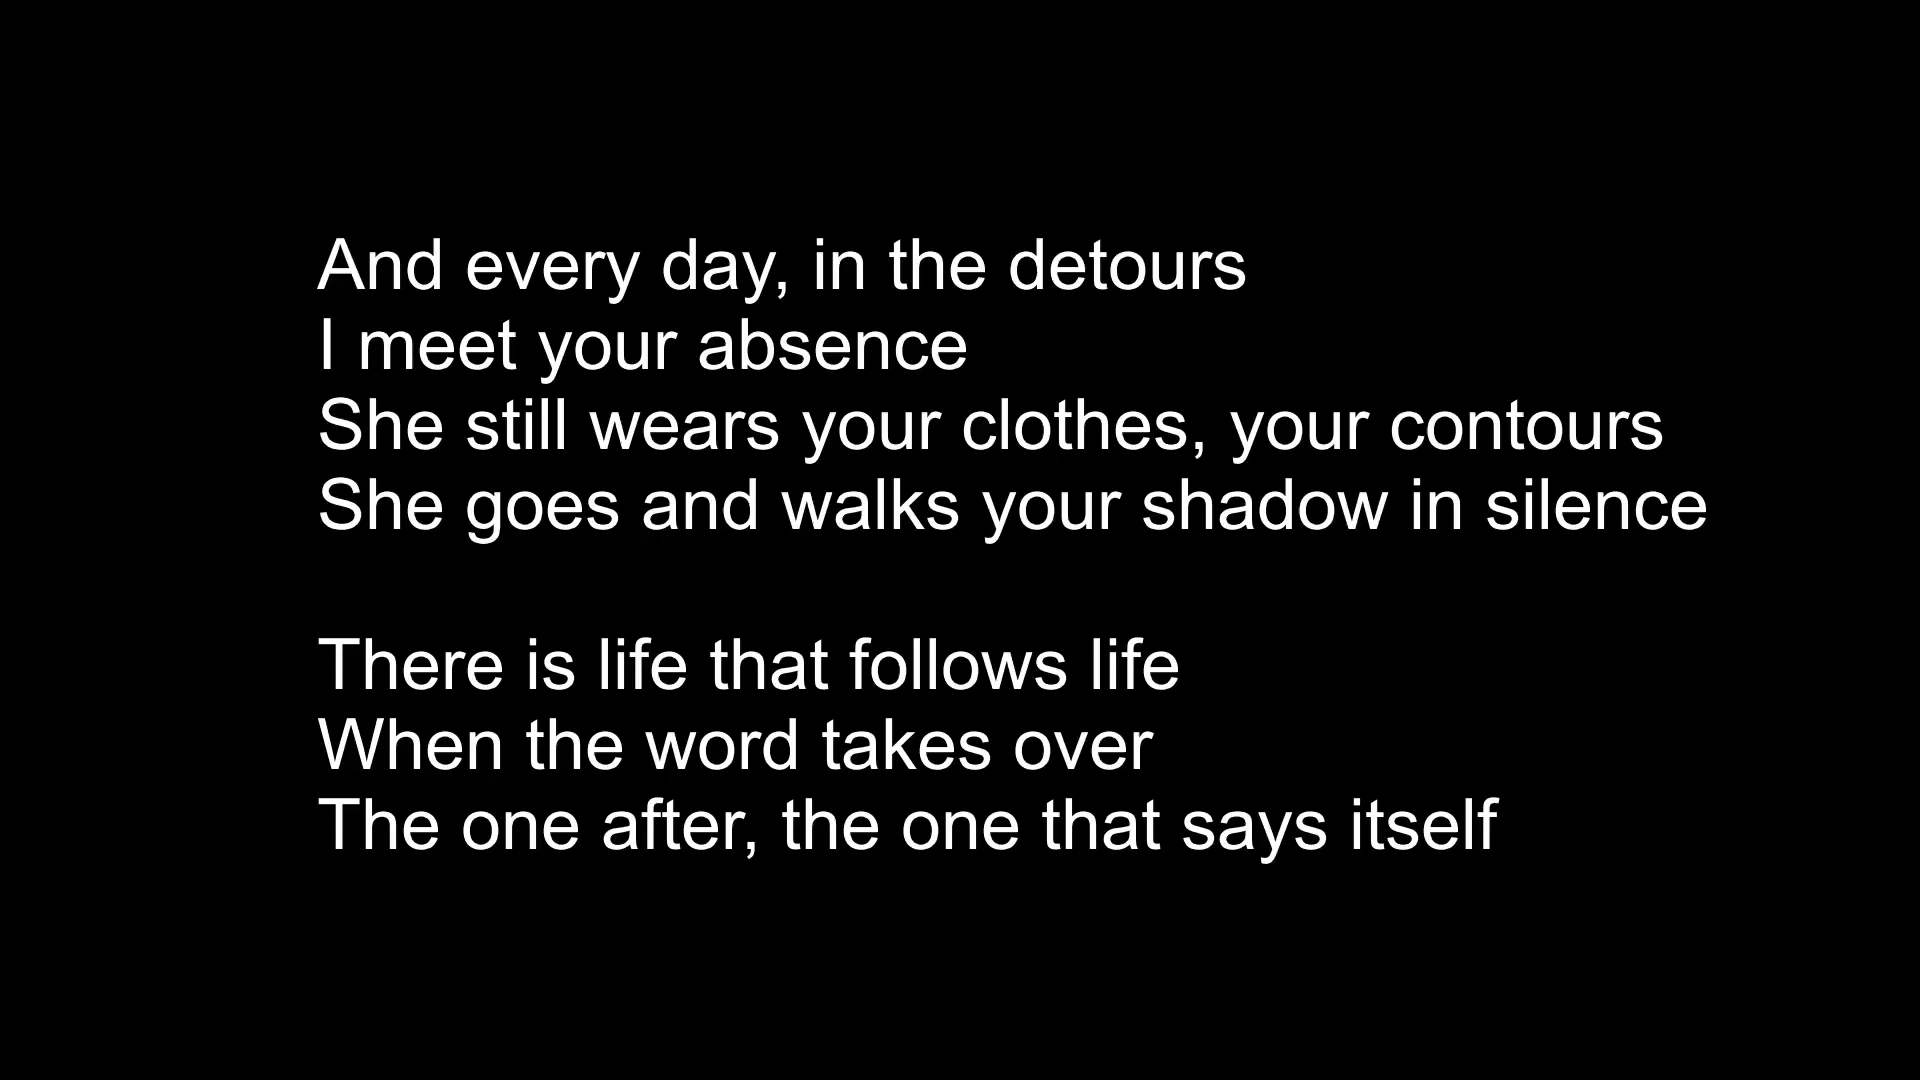 And every day, in the detours
I meet your absence
She still wears your clothes, your contours
She goes and walks your shadow in silence
There is life that follows life
When the word takes over
The one after, the one that says itself